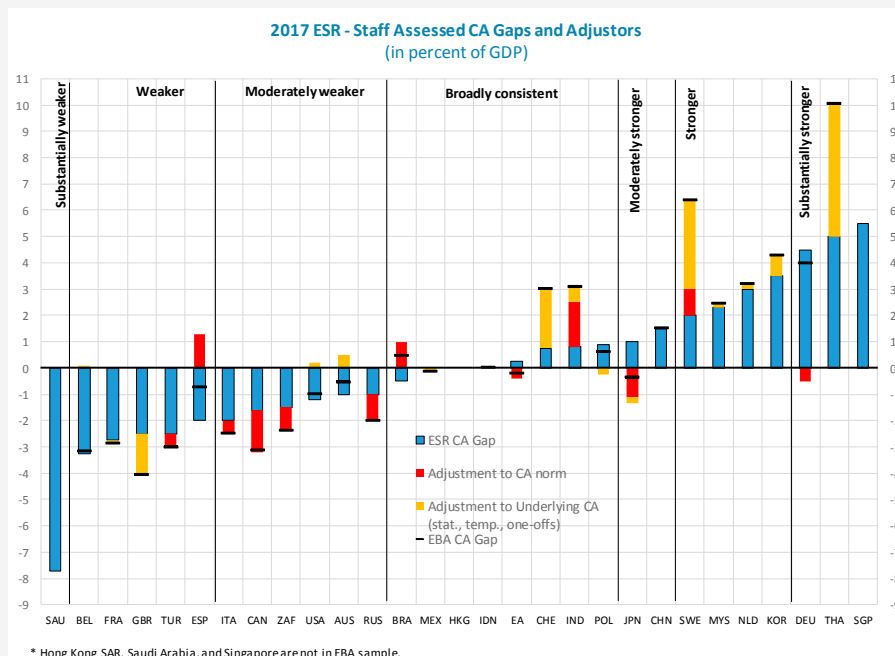 2017 ESR - Staff Assessed CA Gaps and Adjustors
(in percent of GDP)
11
10
9
8
7
6
5
4
3
2
1
0
-1
-2
-3
-4
-5
-6
-7
-8
-9
Substantially weaker
Weaker
Moderately weaker
Broadly consistent
Moderately stronger
Stronger
Substantially stronger
ESR CA Gap
Adjustment to CA norm
Adjustment to Underlying CA
(stat., temp., one-offs)
EBA CA Gap
SAU BEL FRA GBR TUR ESP ITA CAN ZAF USA AUS RUS BRA MEX HKG IDN EA CHE IND POL JPN CHN SWE MYS NLD KOR DEU THA SGP
* Hong Kong SAR, Saudi Arabia, and Singapore are not in EBA sample.